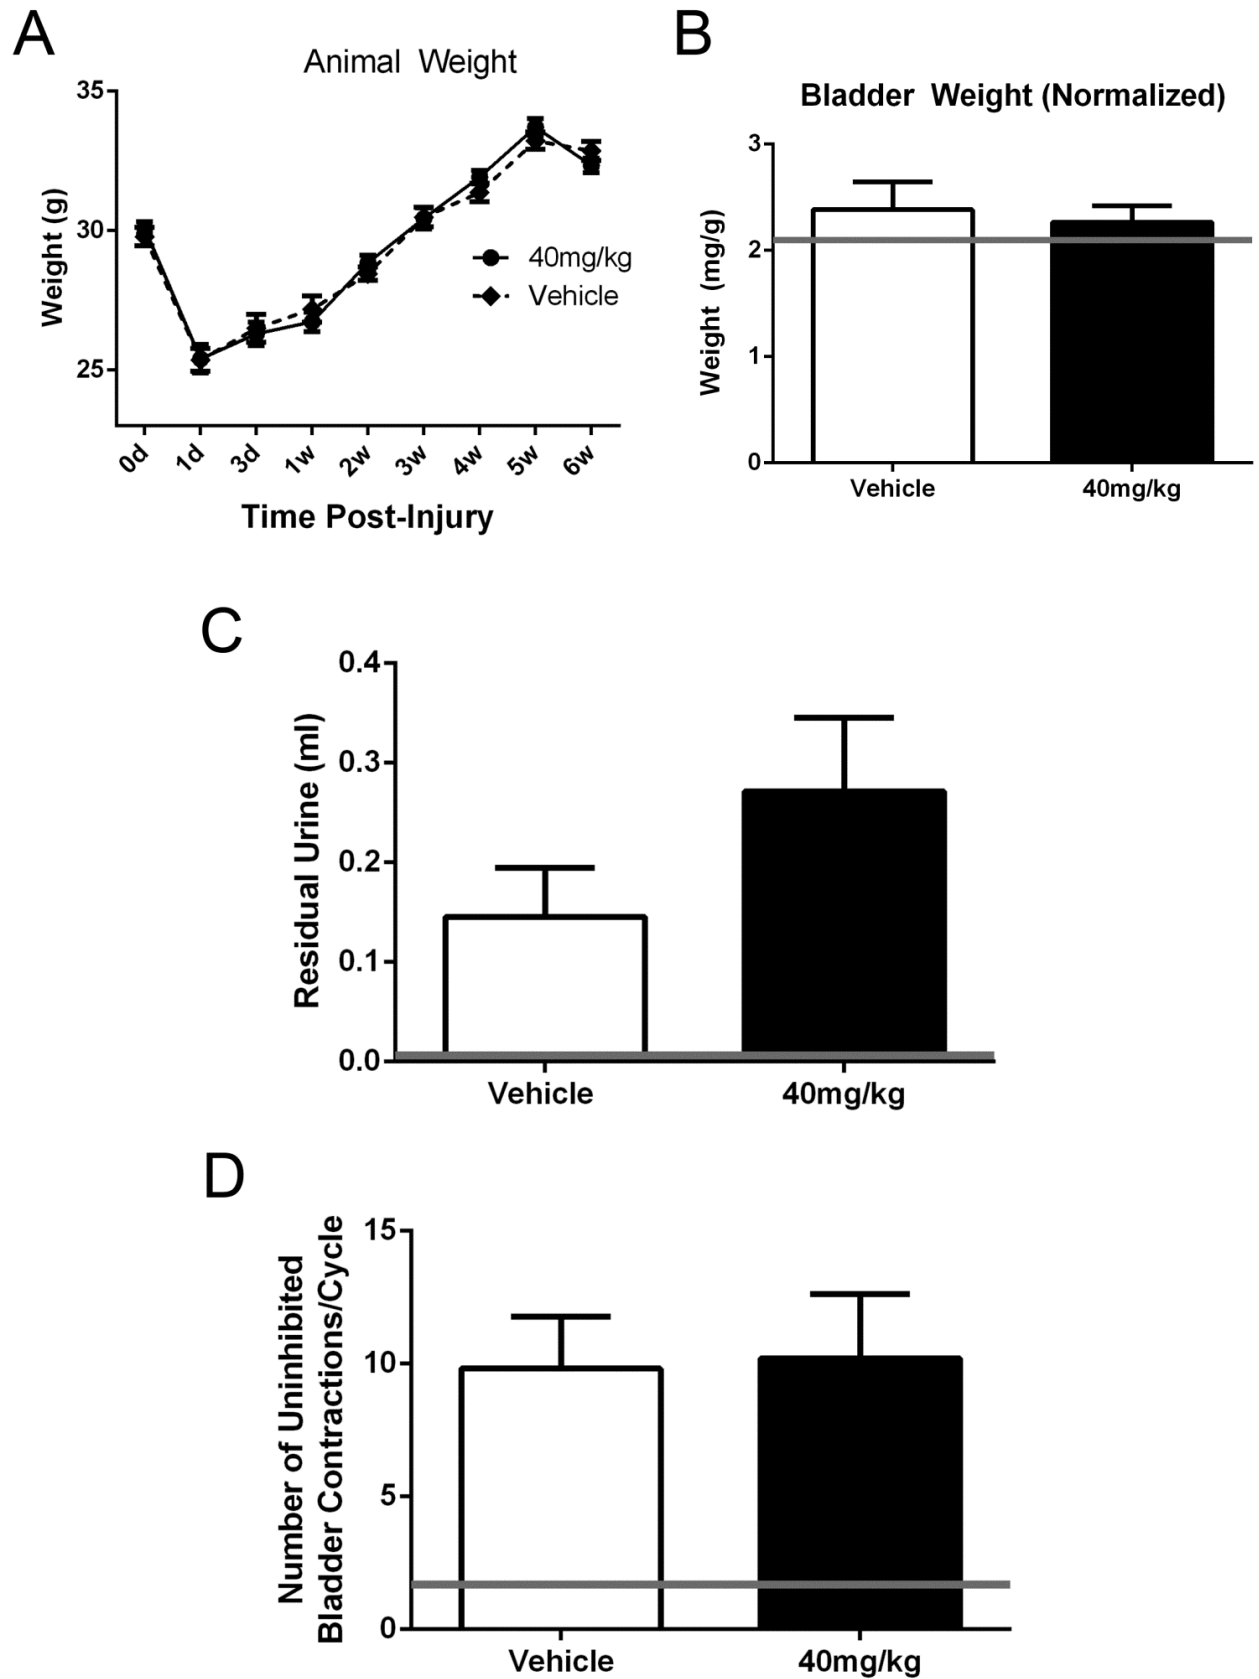 A
Animal Weight
35
30
25
Weight (g)
40mg/kg
Vehicle
0d 1d 3d 1w 2w 3w 4w 5w 6w
Time Post-Injury
B
Bladder Weight (Normalized)
3
2
1
0
Weight (mg/g)
Vehicle 40mg/kg
C
0.4
0.3
0.2
0.1
0.0
Residual Urine (ml)
Vehicle 40mg/kg
D
15
10
5
0
Number of Uninhibited
Bladder Contractions/Cycle
Vehicle 40mg/kg